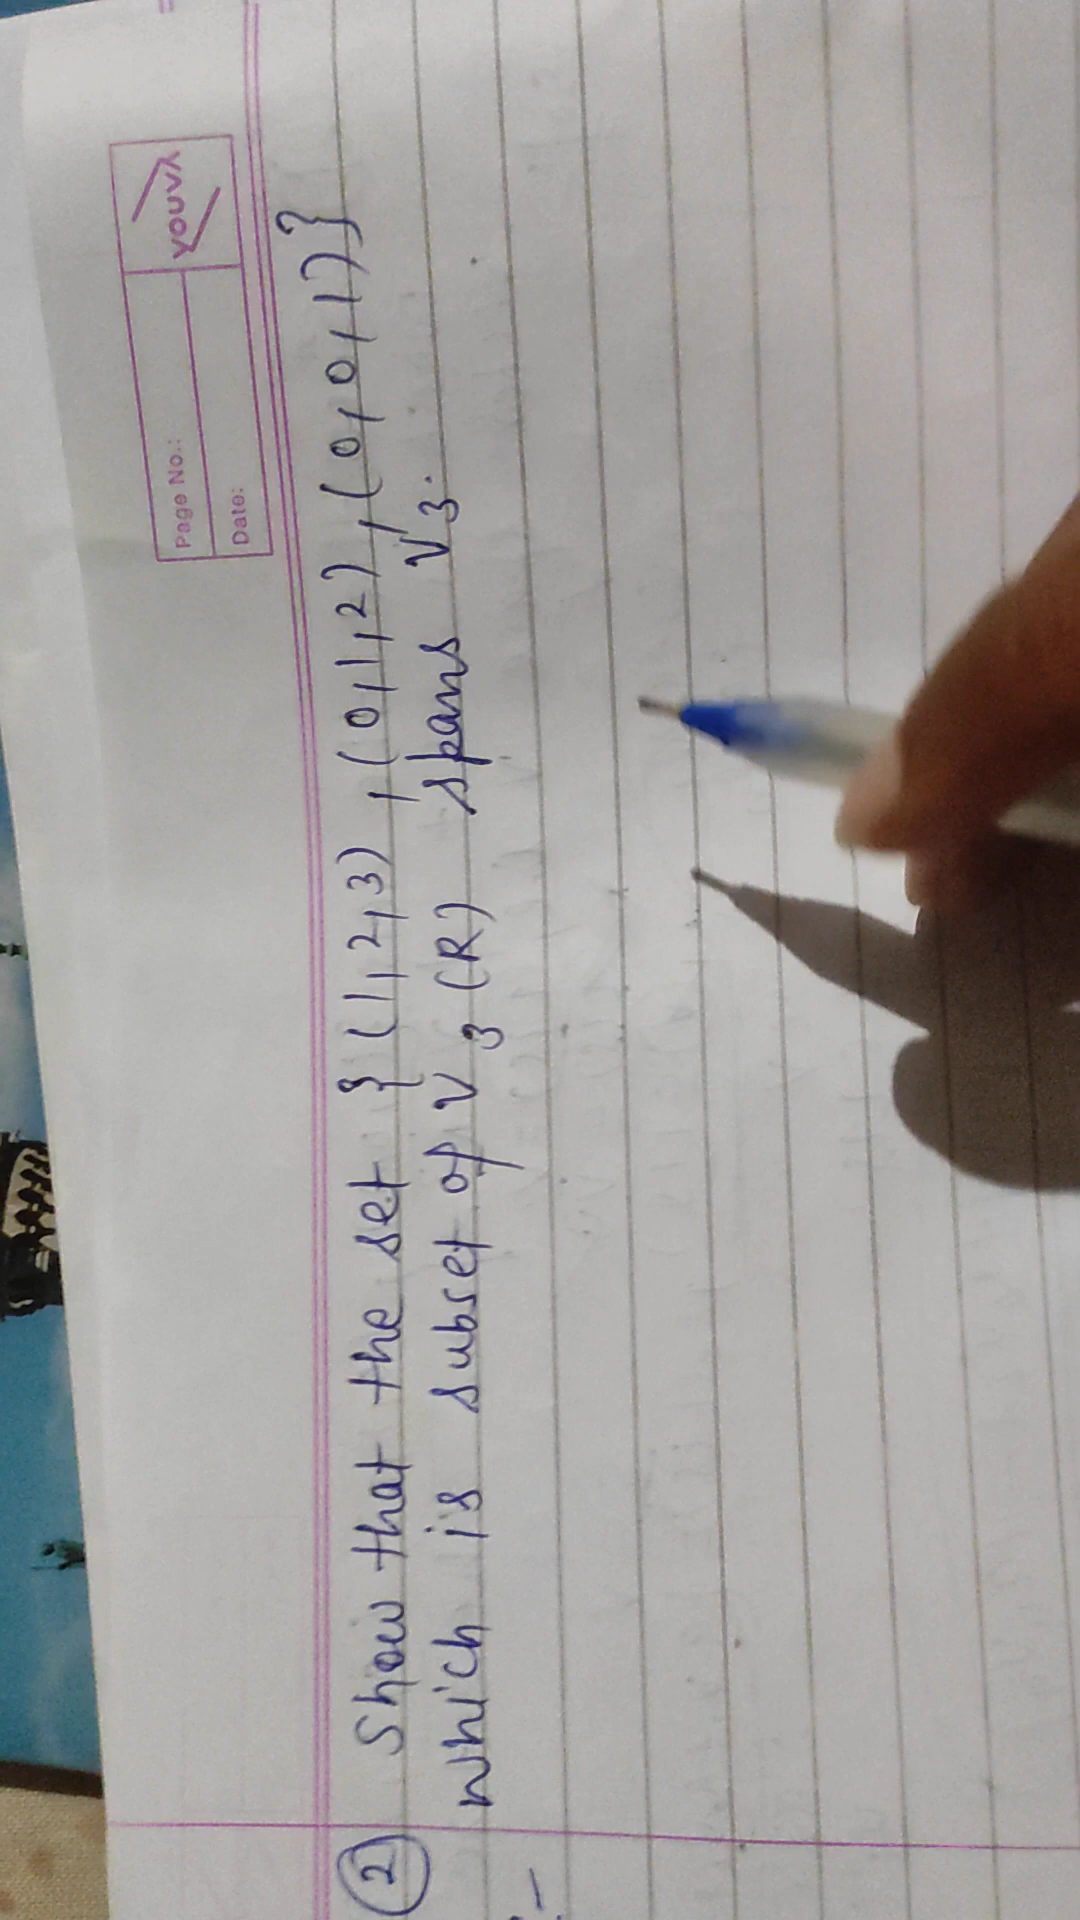 Page No.:
Date:
YOUVA
② Show that the set {(1,2,3), (0,1,2), (0,0,1)}
which is subset of V3(R) spans V3.
:-